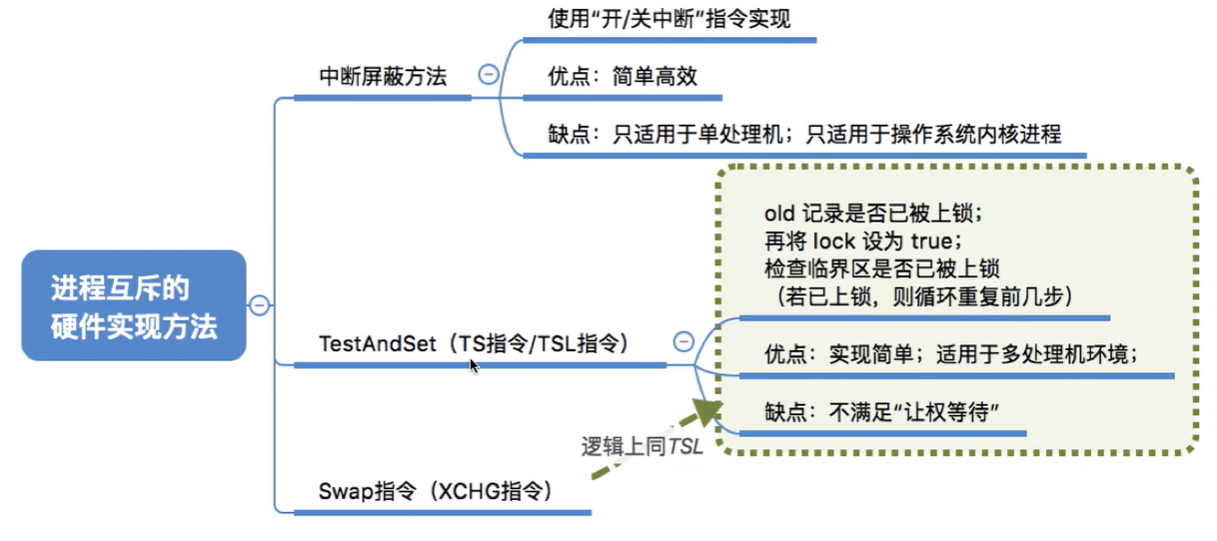 使用“开/关中断”指令实现
中断屏蔽方法
优点：简单高效
缺点：只适用于单处理机；只适用于操作系统内核进程
进程互斥的
硬件实现方法
TestAndSet（TS指令/TSL指令）
old 记录是否已被上锁；
再将 lock 设为 true；
检查临界区是否已被上锁
（若已上锁，则循环重复前几步）
优点：实现简单；适用于多处理机环境；
缺点：不满足“让权等待”
逻辑上同TSL
Swap指令（XCHG指令）